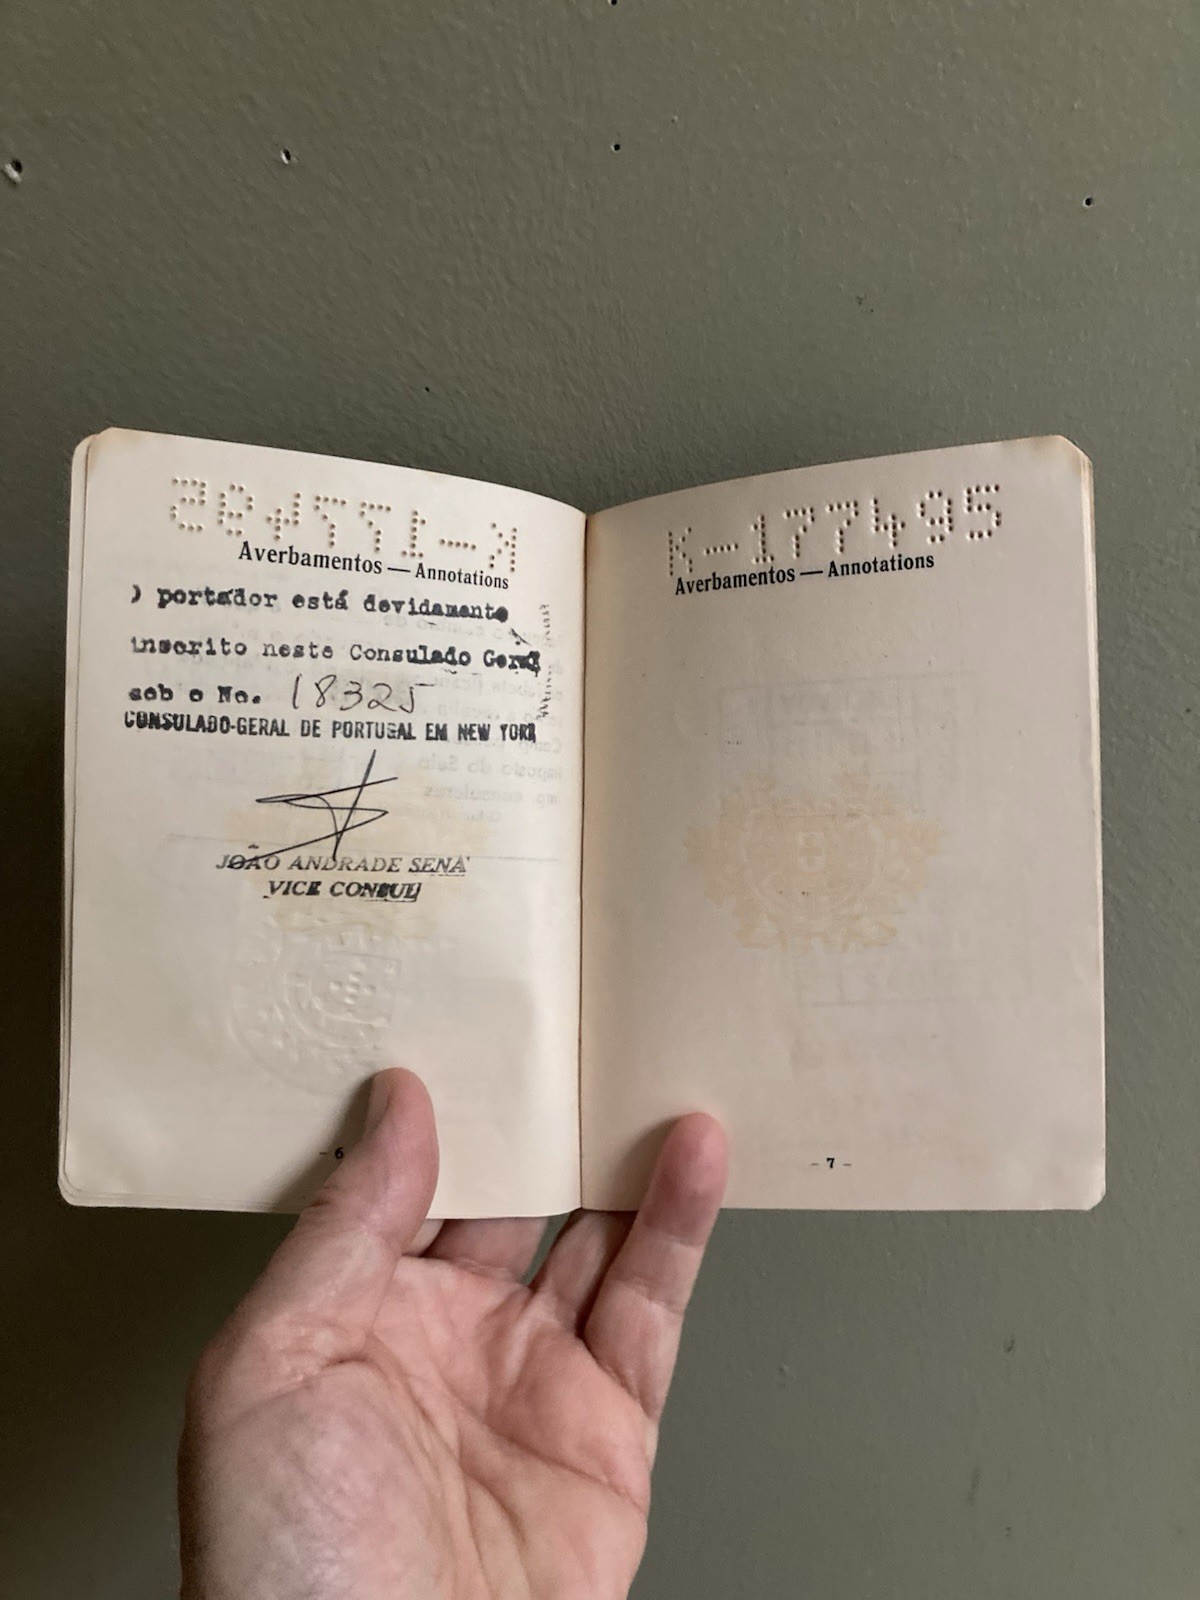 Averbamentos — Annotations
) portador está devidamente
inscrito neste Consulado Geral
sob o No. 18325
CONSULADO-GERAL DE PORTUGAL EM NEW YORK
JOÃO ANDRADE SENA
VICE CONSUL
- 6
K-177495
Averbamentos — Annotations
- 7 -